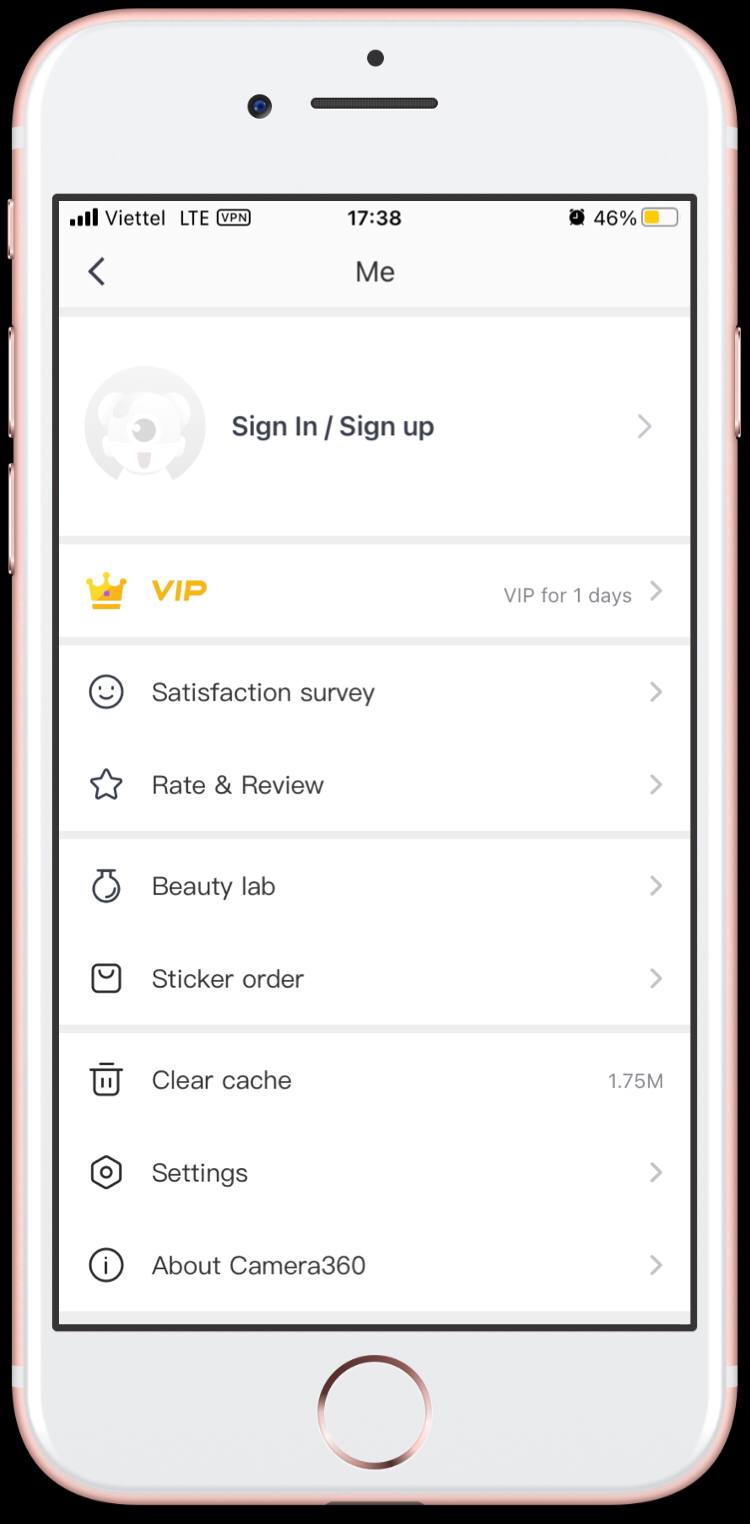 Viettel LTE VPN 17:38 46%
Me
Sign In / Sign up
VIP VIP for 1 days
Satisfaction survey
Rate & Review
Beauty lab
Sticker order
Clear cache 1.75M
Settings
About Camera360